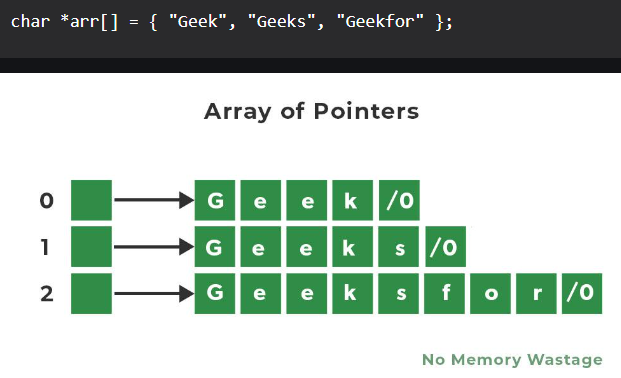 char *arr[] = { "Geek", "Geeks", "Geekfor" };
Array of Pointers
0 G e e k /0
1 G e e k s /0
2 G e e k s f o r /0
No Memory Wastage